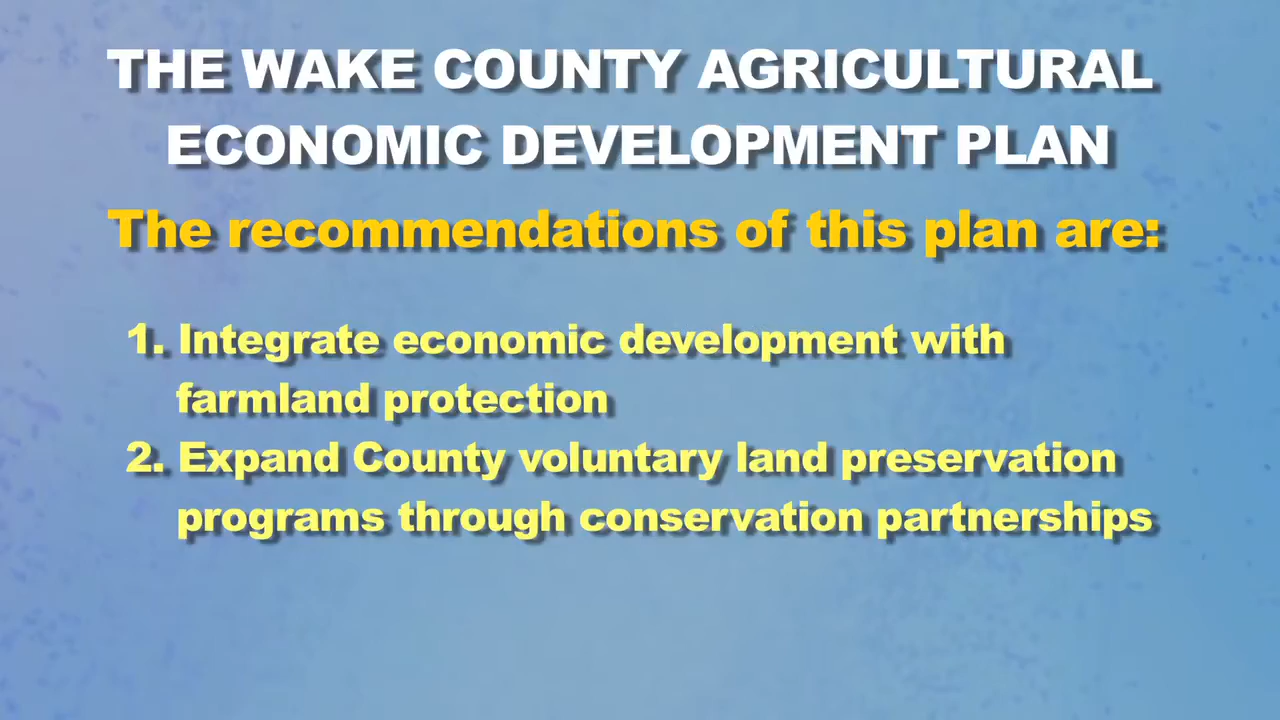 THE WAKE COUNTY AGRICULTURAL
ECONOMIC DEVELOPMENT PLAN
The recommendations of this plan are:
1. Integrate economic development with
farmland protection
2. Expand County voluntary land preservation
programs through conservation partnerships